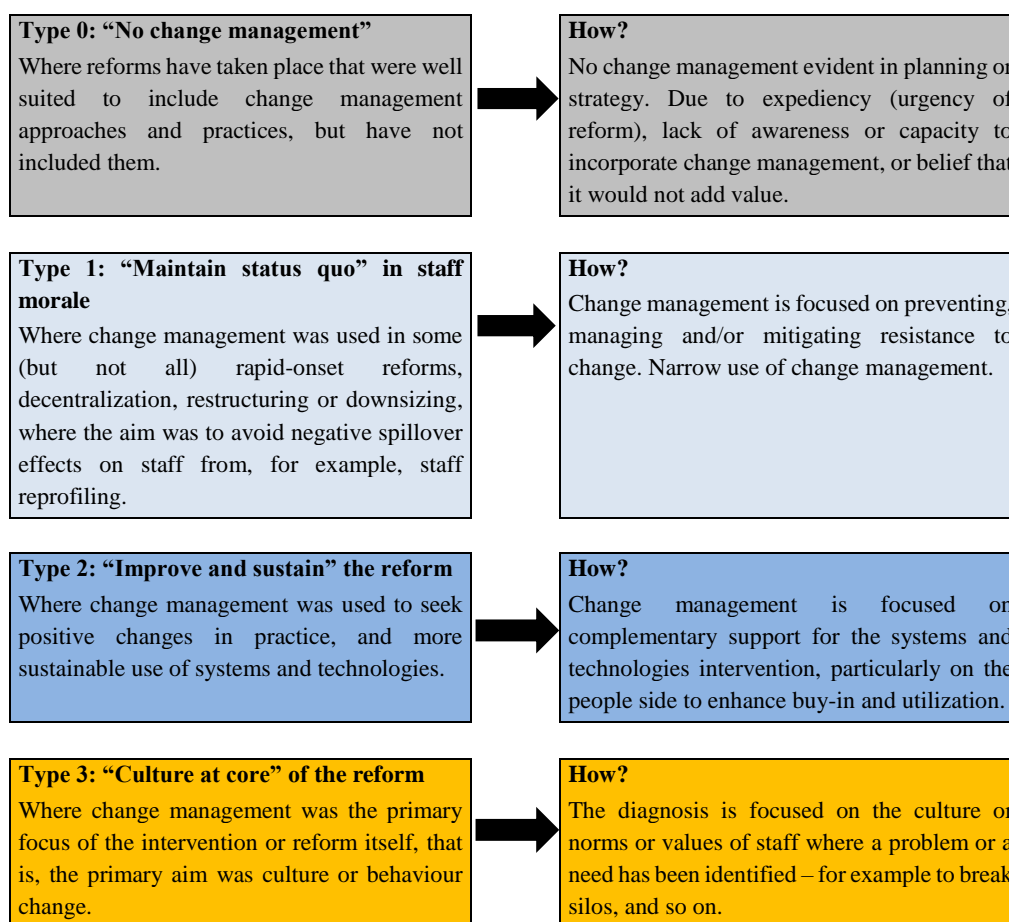 Type 0: “No change management”
Where reforms have taken place that were well
suited to include change management
approaches and practices, but have not
included them.
How?
No change management evident in planning or
strategy. Due to expediency (urgency of
reform), lack of awareness or capacity to
incorporate change management, or belief that
it would not add value.
Type 1: “Maintain status quo” in staff
morale
Where change management was used in some
(but not all) rapid-onset reforms,
decentralization, restructuring or downsizing,
where the aim was to avoid negative spillover
effects on staff from, for example, staff
reprofiling.
How?
Change management is focused on preventing,
managing and/or mitigating resistance to
change. Narrow use of change management.
Type 2: “Improve and sustain” the reform
Where change management was used to seek
positive changes in practice, and more
sustainable use of systems and technologies.
How?
Change management is focused on
complementary support for the systems and
technologies intervention, particularly on the
people side to enhance buy-in and utilization.
Type 3: “Culture at core” of the reform
Where change management was the primary
focus of the intervention or reform itself, that
is, the primary aim was culture or behaviour
change.
How?
The diagnosis is focused on the culture or
norms or values of staff where a problem or a
need has been identified – for example to break
silos, and so on.